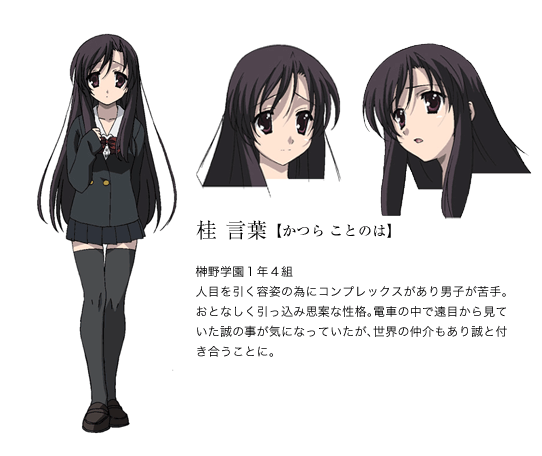 桂 言葉【かつら ことのは】
榊野学園１年４組
人目を引く容姿の為にコンプレックスがあり男子が苦手。
おとなしく引っ込み思案な性格。電車の中で遠目から見て
いた誠の事が気になっていたが、世界の仲介もあり誠と付
き合うことに。